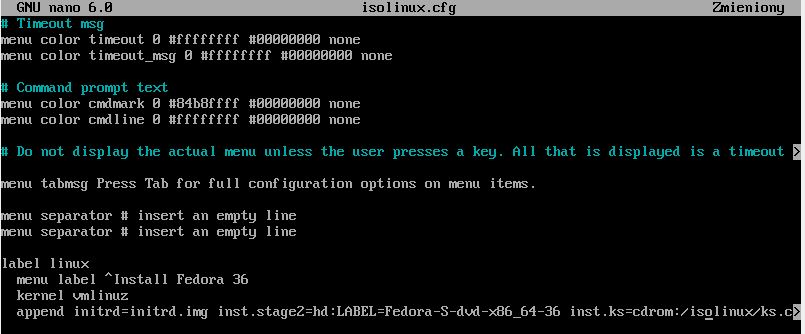 GNU nano 6.0 isolinux.cfg Zmieniony
# Timeout msg
menu color timeout 0 #ffffffff #00000000 none
menu color timeout_msg 0 #ffffffff #00000000 none
# Command prompt text
menu color cmdmark 0 #84b8ffff #00000000 none
menu color cmdline 0 #ffffffff #00000000 none
# Do not display the actual menu unless the user presses a key. All that is displayed is a timeout >
menu tabmsg Press Tab for full configuration options on menu items.
menu separator # insert an empty line
menu separator # insert an empty line
label linux
menu label ^Install Fedora 36
kernel vmlinuz
append initrd=initrd.img inst.stage2=hd:LABEL=Fedora-S-dvd-x86_64-36 inst.ks=cdrom:/isolinux/ks.c>